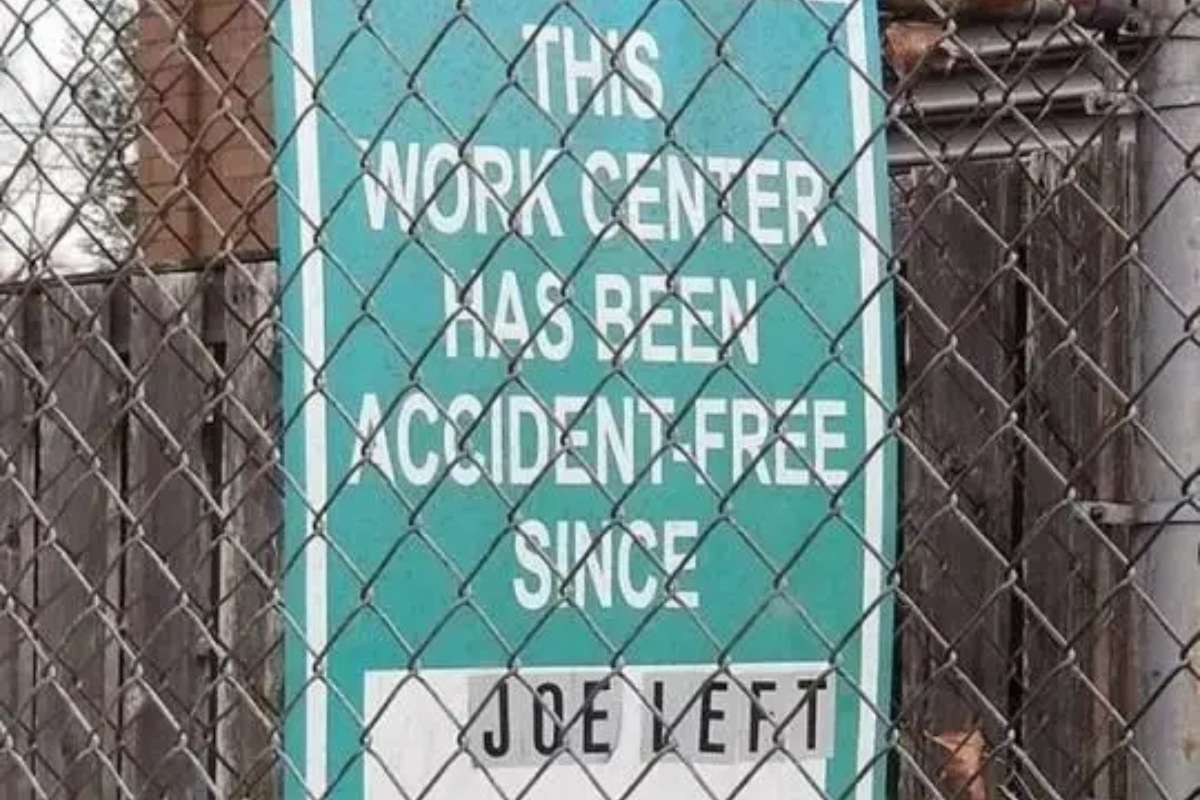 THIS
WORK CENTER
HAS BEEN
ACCIDENT-FREE
SINCE
JOE LEFT